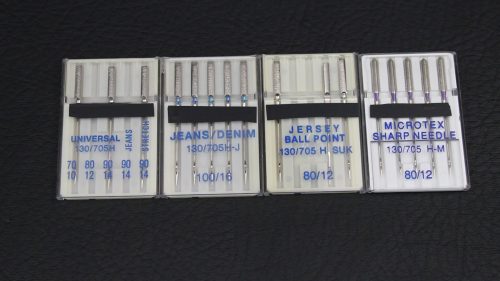 UNIVERSAL
130/705H
JEANS
STRETCH
70 80 90 90 90
10 12 14 14 14
JEANS/DENIM
130/705 H-J
100/16
JERSEY
BALL POINT
130/705 H SUK
80/12
MICROTEX
SHARP NEEDLE
130/705 H-M
80/12